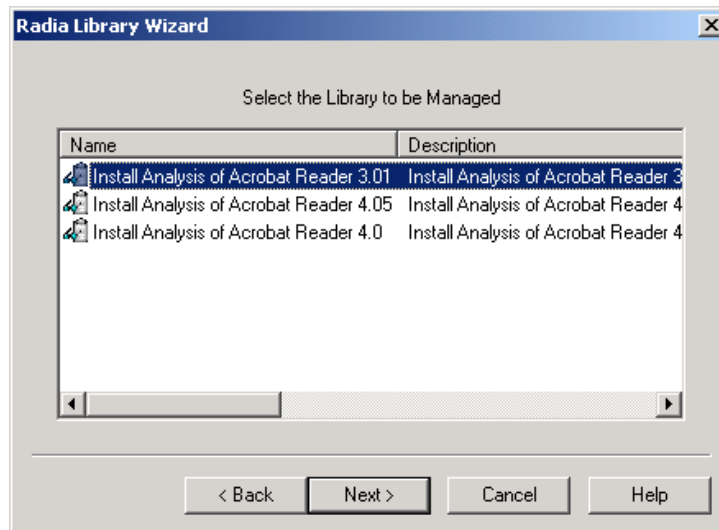 Radia Library Wizard
Select the Library to be Managed
Name Description
Install Analysis of Acrobat Reader 3.01 Install Analysis of Acrobat Reader 3
Install Analysis of Acrobat Reader 4.05 Install Analysis of Acrobat Reader 4
Install Analysis of Acrobat Reader 4.0 Install Analysis of Acrobat Reader 4
< Back Next > Cancel Help